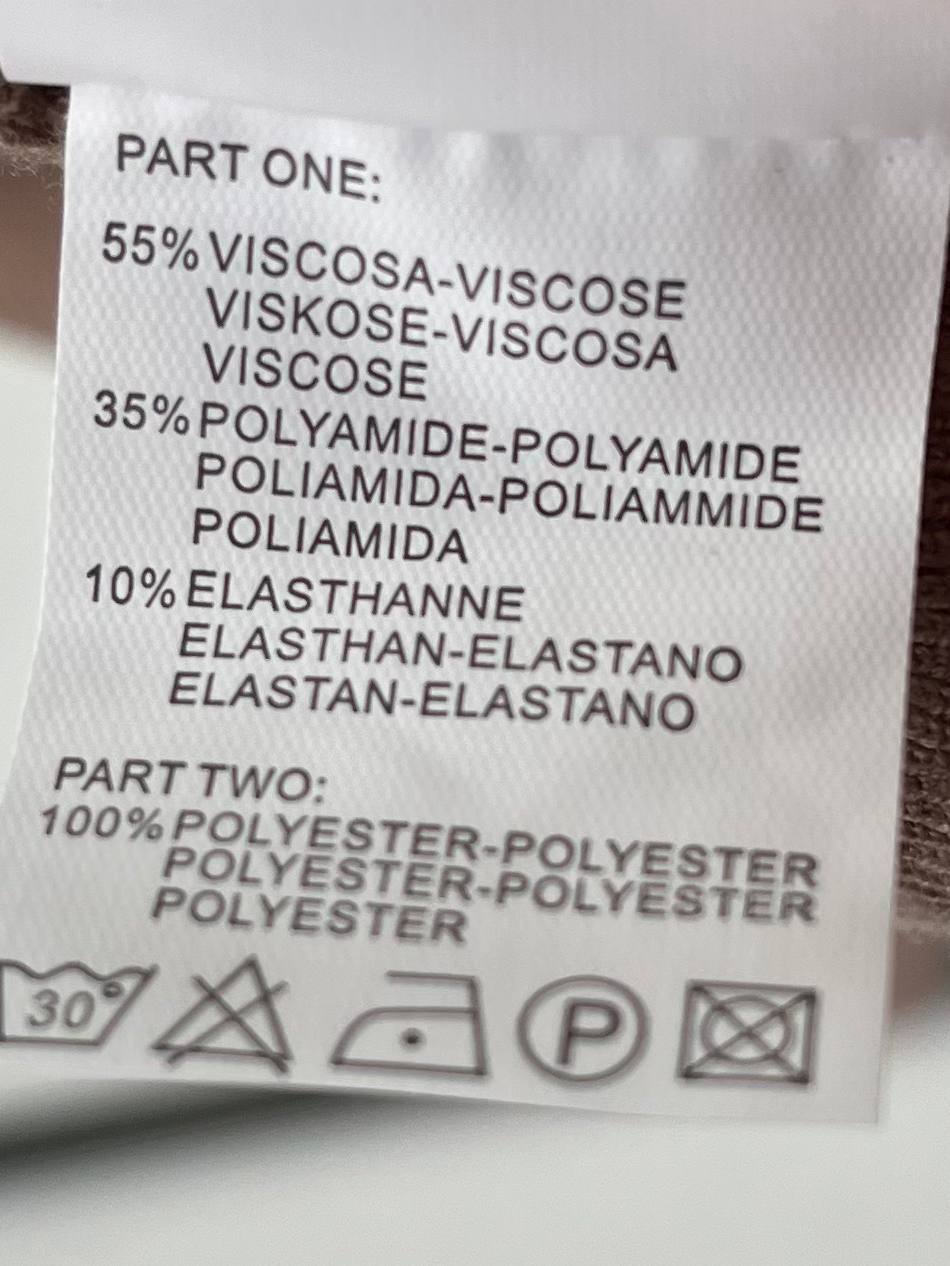 PART ONE:
55% VISCOSA-VISCOSE
VISKOSE-VISCOSA
VISCOSE
35% POLYAMIDE-POLYAMIDE
POLIAMIDA-POLIAMMIDE
POLIAMIDA
10% ELASTHANNE
ELASTHAN-ELASTANO
ELASTAN-ELASTANO
PART TWO:
100% POLYESTER-POLYESTER
POLYESTER-POLYESTER
POLYESTER
30° P